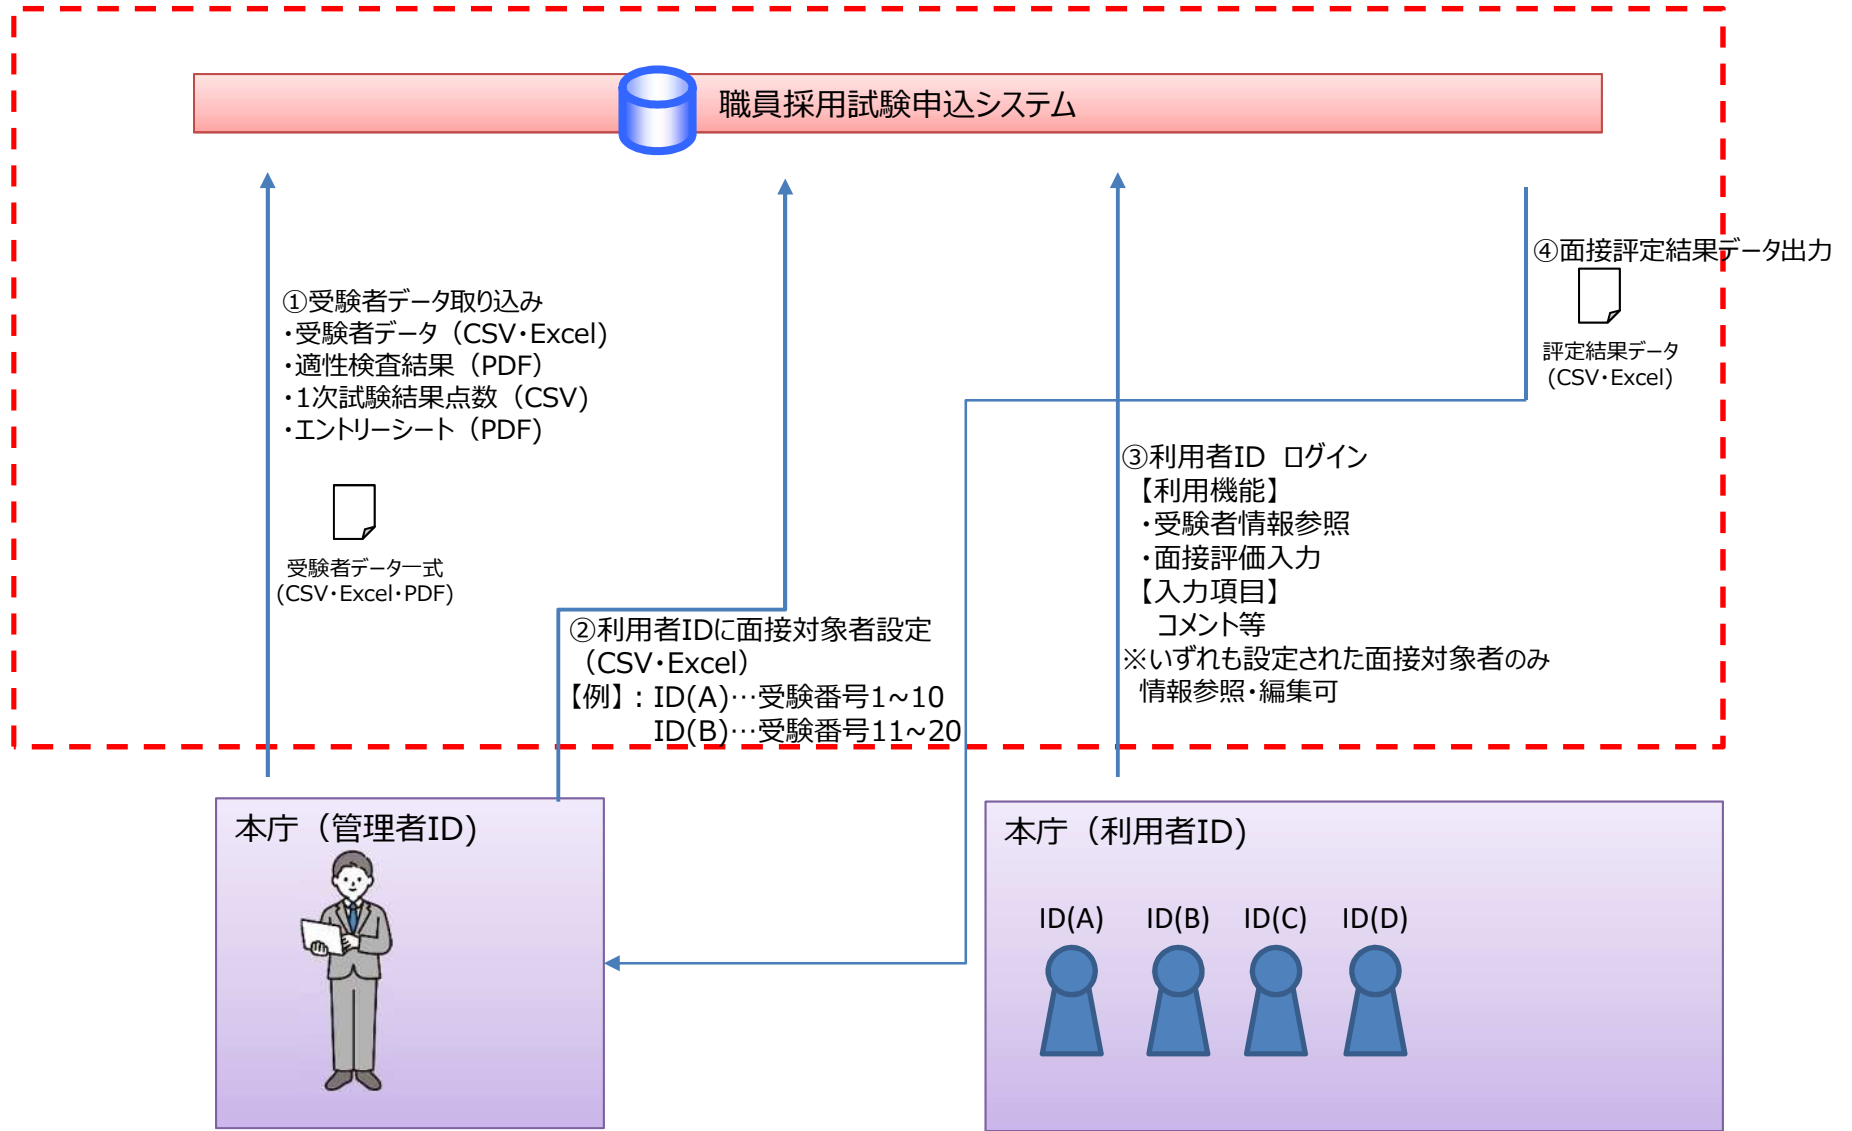 職員採用試験申込システム
①受験者データ取り込み
・受験者データ（CSV・Excel)
・適性検査結果（PDF）
・1次試験結果点数（CSV)
・エントリーシート（PDF)
受験者データ一式
(CSV・Excel・PDF)
②利用者IDに面接対象者設定
（CSV・Excel）
【例】: ID(A)…受験番号1~10
ID(B)…受験番号11~20
③利用者ID ログイン
【利用機能】
・受験者情報参照
・面接評価入力
【入力項目】
コメント等
※いずれも設定された面接対象者のみ
情報参照・編集可
④面接評定結果データ出力
評定結果データ
(CSV・Excel)
本庁（管理者ID)
本庁（利用者ID)
ID(A) ID(B) ID(C) ID(D)